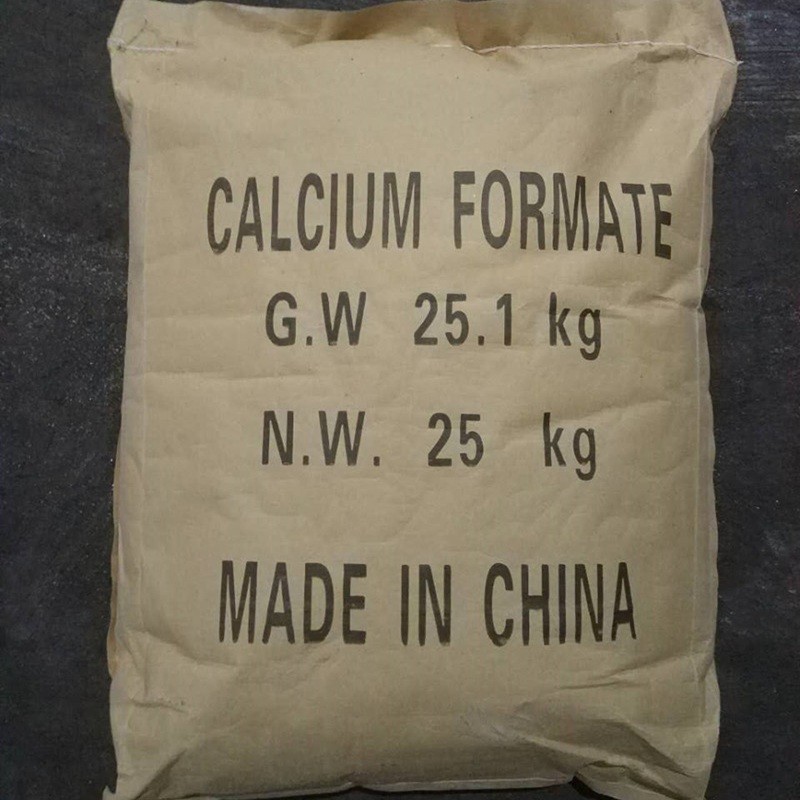 CALCIUM FORMATE
G.W 25.1 kg
N.W. 25 kg
MADE IN CHINA